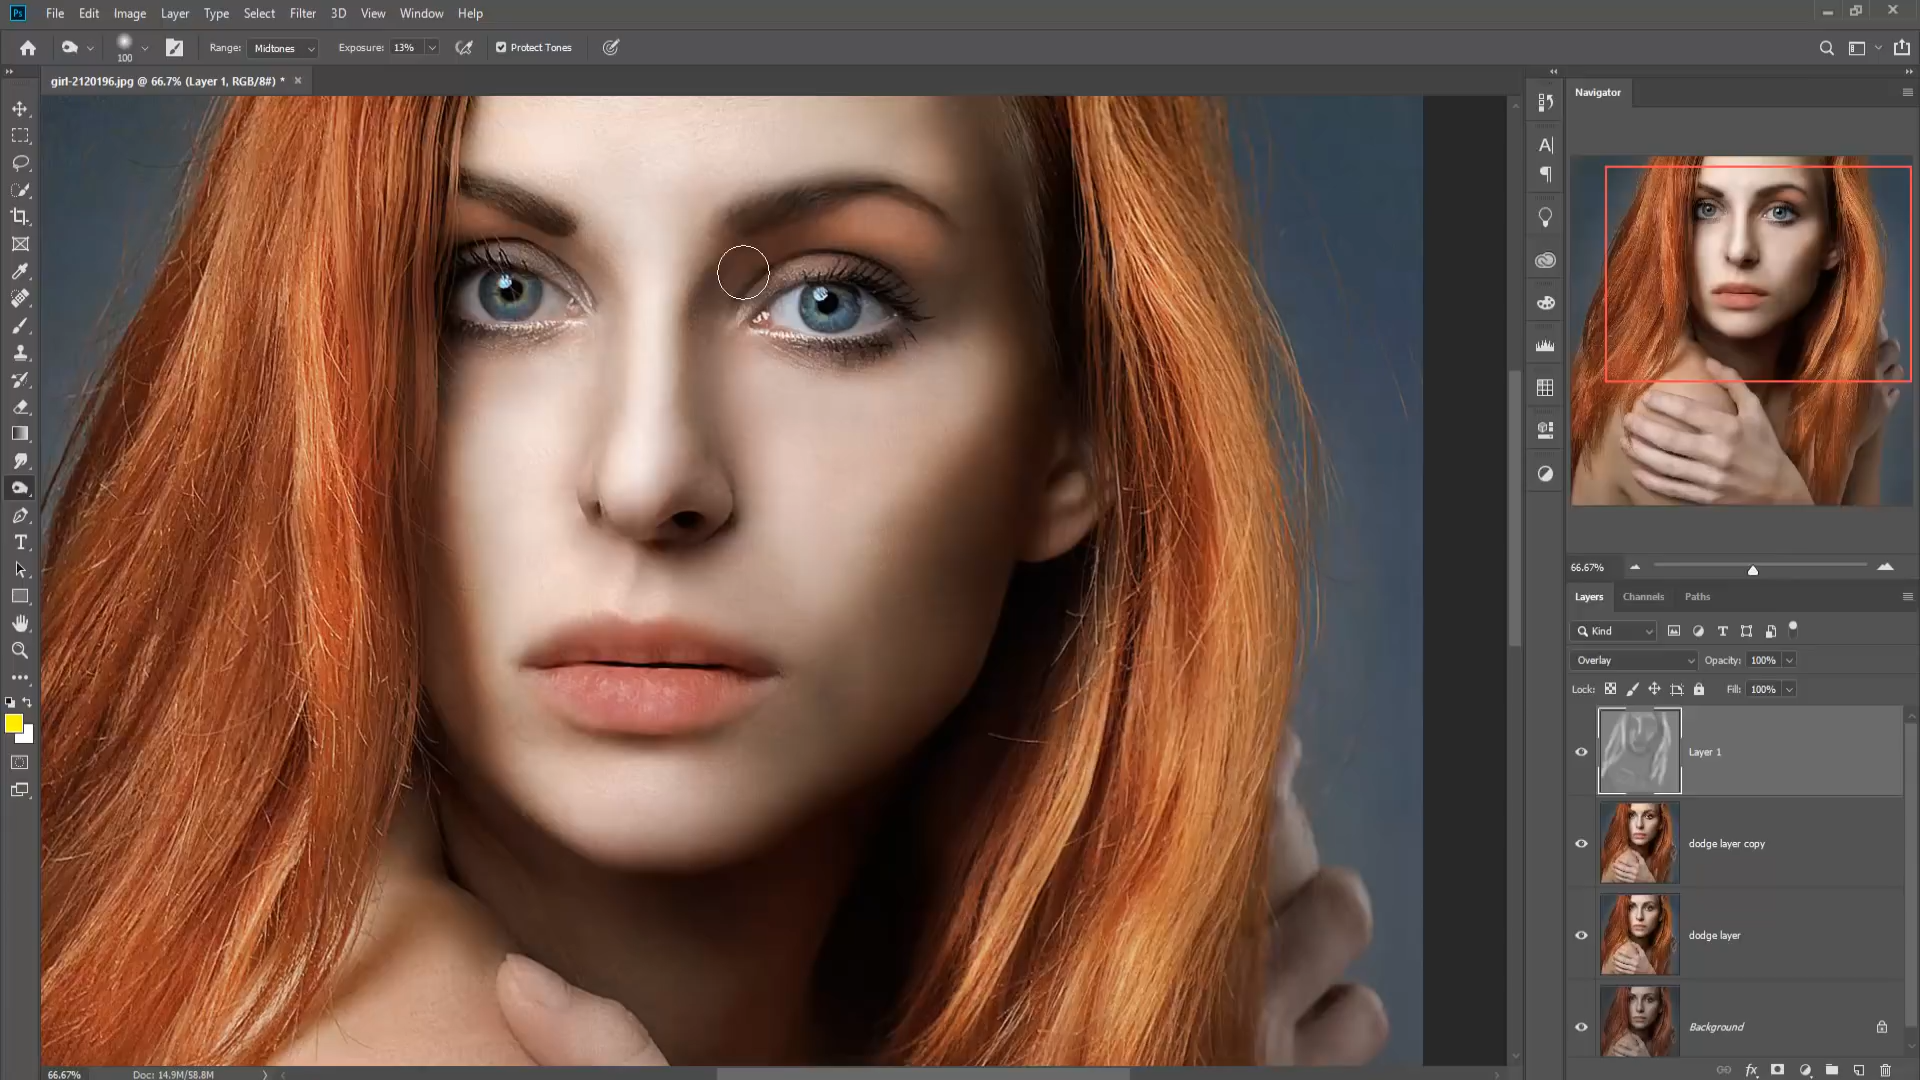 Ps File Edit Image Layer Type Select Filter 3D View Window Help
100 Range: Midtones Exposure: 13% Protect Tones
girl-2120196.jpg @ 66.7% (Layer 1, RGB/8#) *
Navigator
66.67%
Layers Channels Paths
Kind
Overlay Opacity: 100%
Lock: Fill: 100%
Layer 1
dodge layer copy
dodge layer
Background
66.67% Doc: 14.9M/58.8M